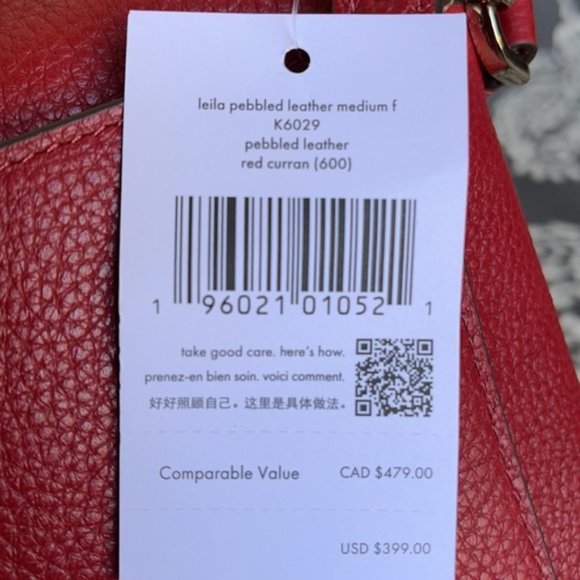 leila pebbled leather medium f
K6029
pebbled leather
red curran (600)
1 96021 01052 1
take good care. here's how.
prenez-en bien soin. voici comment.
好好照顾自己。这里是具体做法。
Comparable Value CAD $479.00
USD $399.00